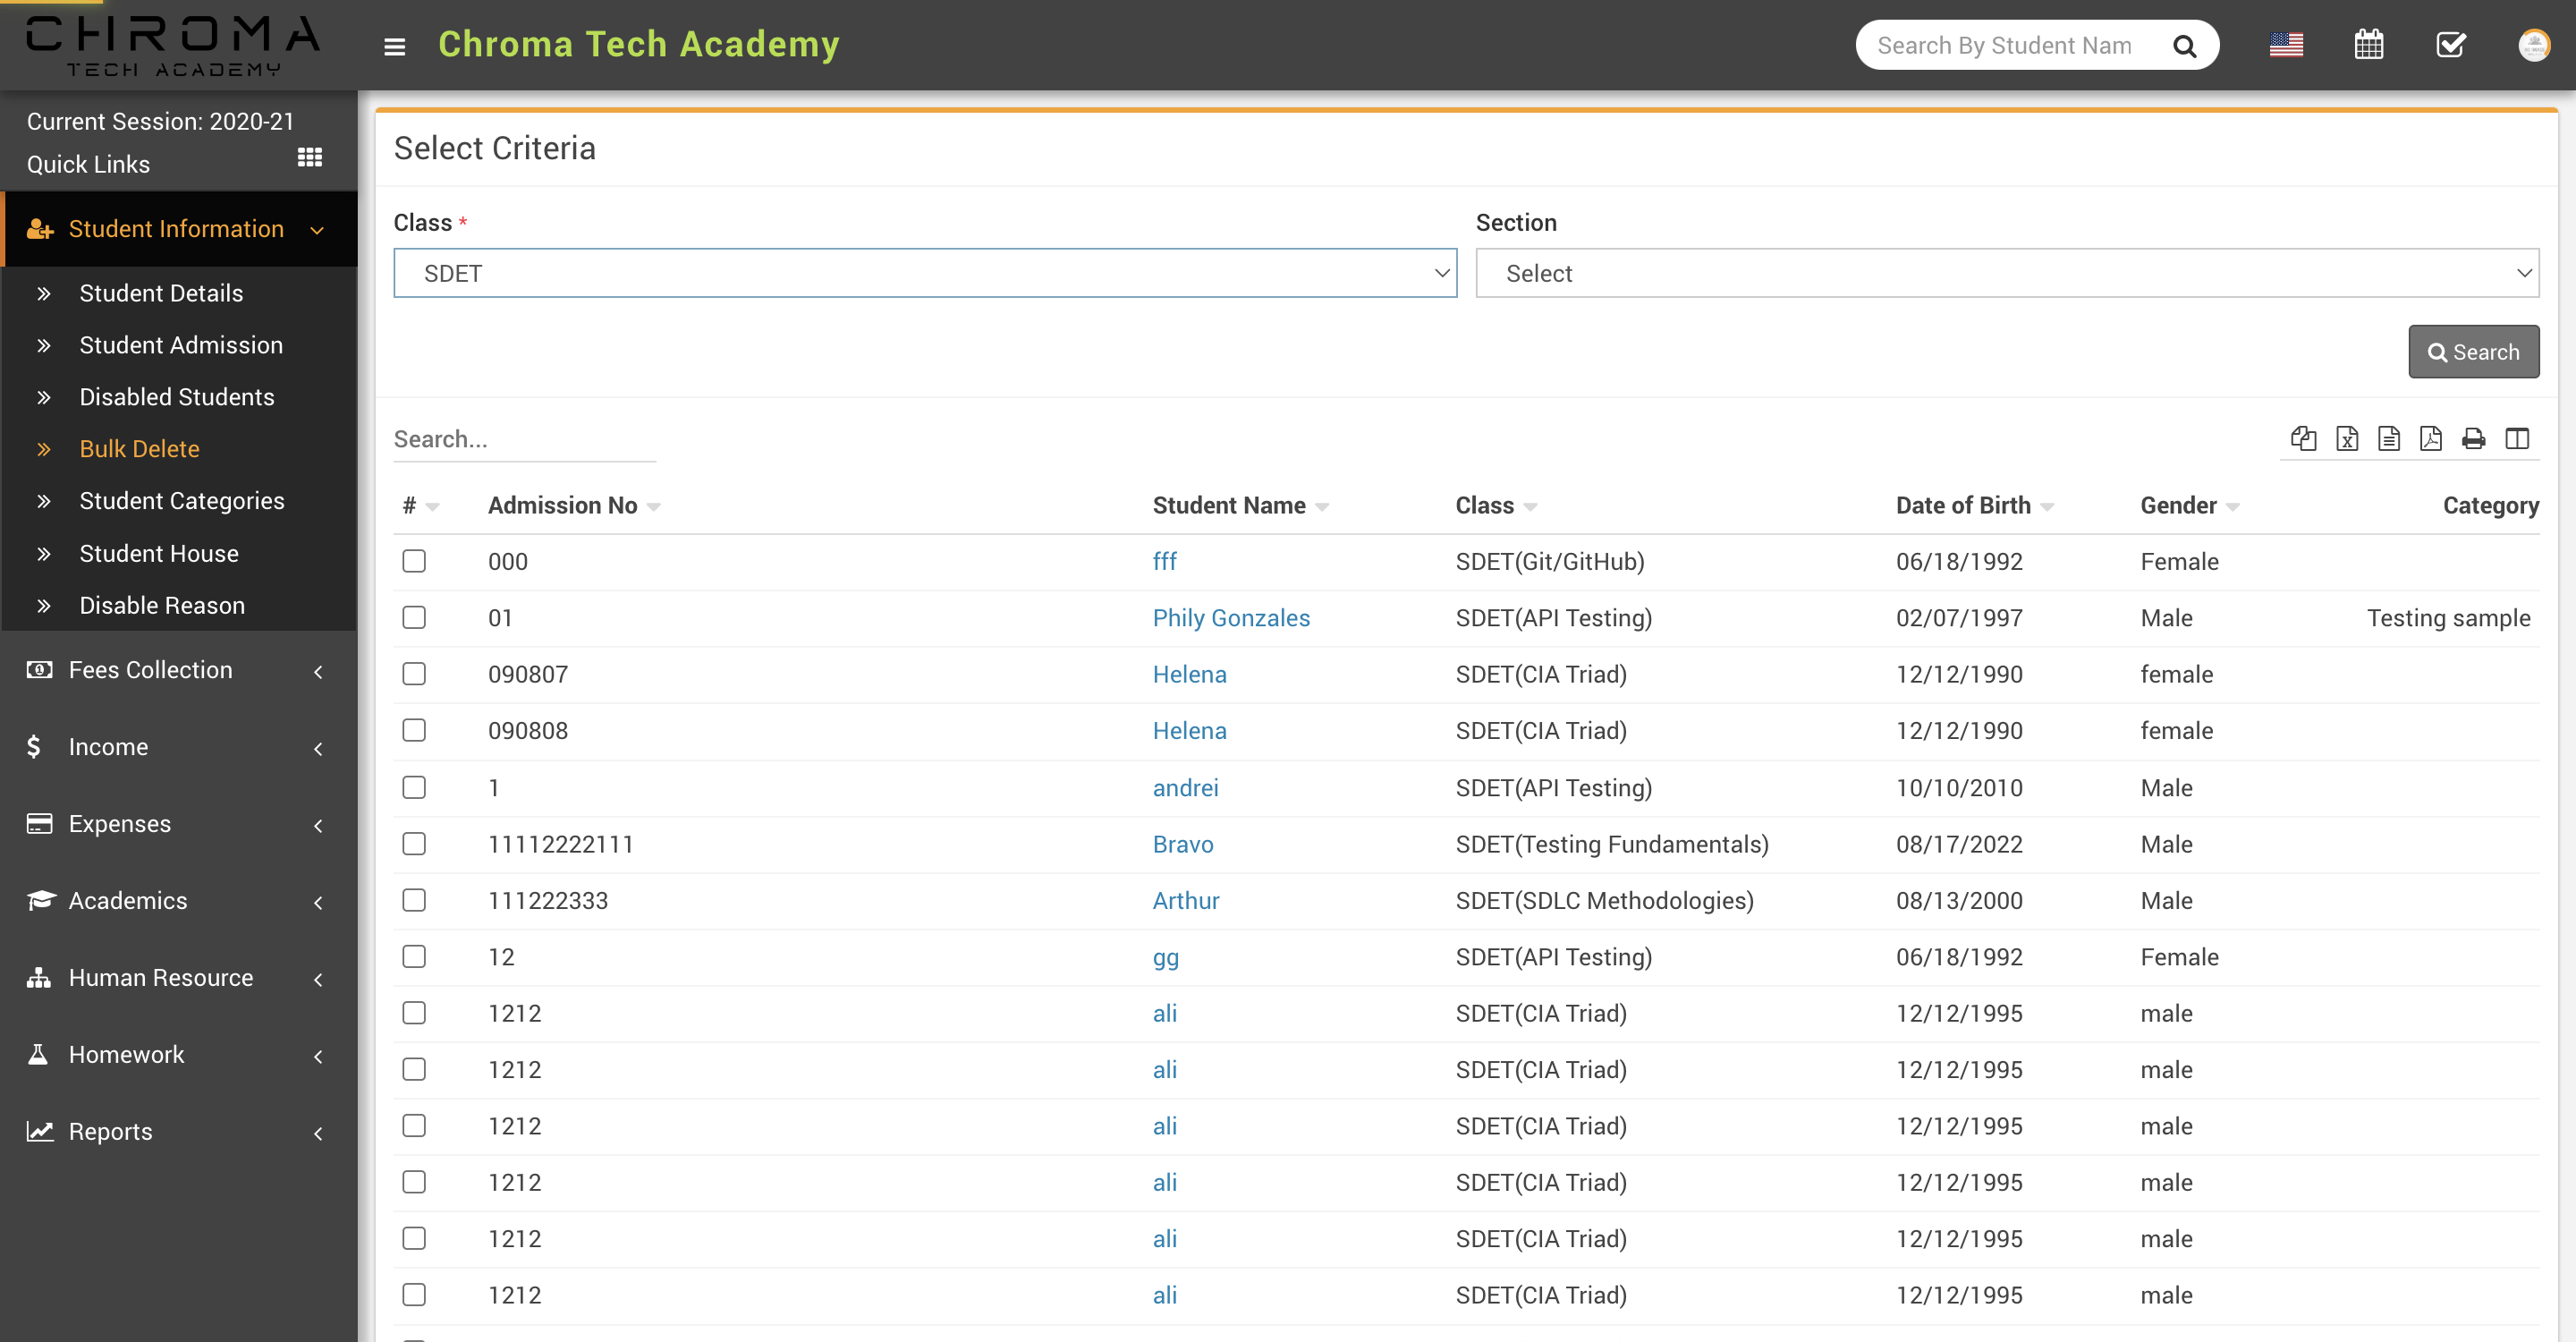 CHROMA
TECH ACADEMY
Chroma Tech Academy
Search By Student Nam
Current Session: 2020-21
Quick Links
Student Information
Student Details
Student Admission
Disabled Students
Bulk Delete
Student Categories
Student House
Disable Reason
Fees Collection
Income
Expenses
Academics
Human Resource
Homework
Reports
Select Criteria
Class *
Section
SDET
Select
Search
Search...
# Admission No Student Name Class Date of Birth Gender Category
000 fff SDET(Git/GitHub) 06/18/1992 Female
01 Phily Gonzales SDET(API Testing) 02/07/1997 Male Testing sample
090807 Helena SDET(CIA Triad) 12/12/1990 female
090808 Helena SDET(CIA Triad) 12/12/1990 female
1 andrei SDET(API Testing) 10/10/2010 Male
11112222111 Bravo SDET(Testing Fundamentals) 08/17/2022 Male
111222333 Arthur SDET(SDLC Methodologies) 08/13/2000 Male
12 gg SDET(API Testing) 06/18/1992 Female
1212 ali SDET(CIA Triad) 12/12/1995 male
1212 ali SDET(CIA Triad) 12/12/1995 male
1212 ali SDET(CIA Triad) 12/12/1995 male
1212 ali SDET(CIA Triad) 12/12/1995 male
1212 ali SDET(CIA Triad) 12/12/1995 male
1212 ali SDET(CIA Triad) 12/12/1995 male